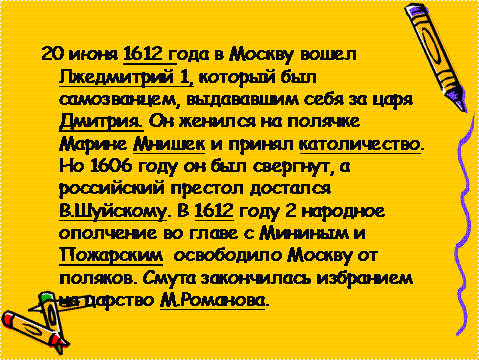 20 июня 1612 года в Москву вошел
Лжедмитрий 1, который был
самозванцем, выдававшим себя за царя
Дмитрия. Он женился на полячке
Марине Мнишек и принял католичество.
Но 1606 году он был свергнут, а
российский престол достался
В.Шуйскому. В 1612 году 2 народное
ополчение во главе с Мининым и
Пожарским освободило Москву от
поляков. Смута закончилась избранием
на царство М.Романова.